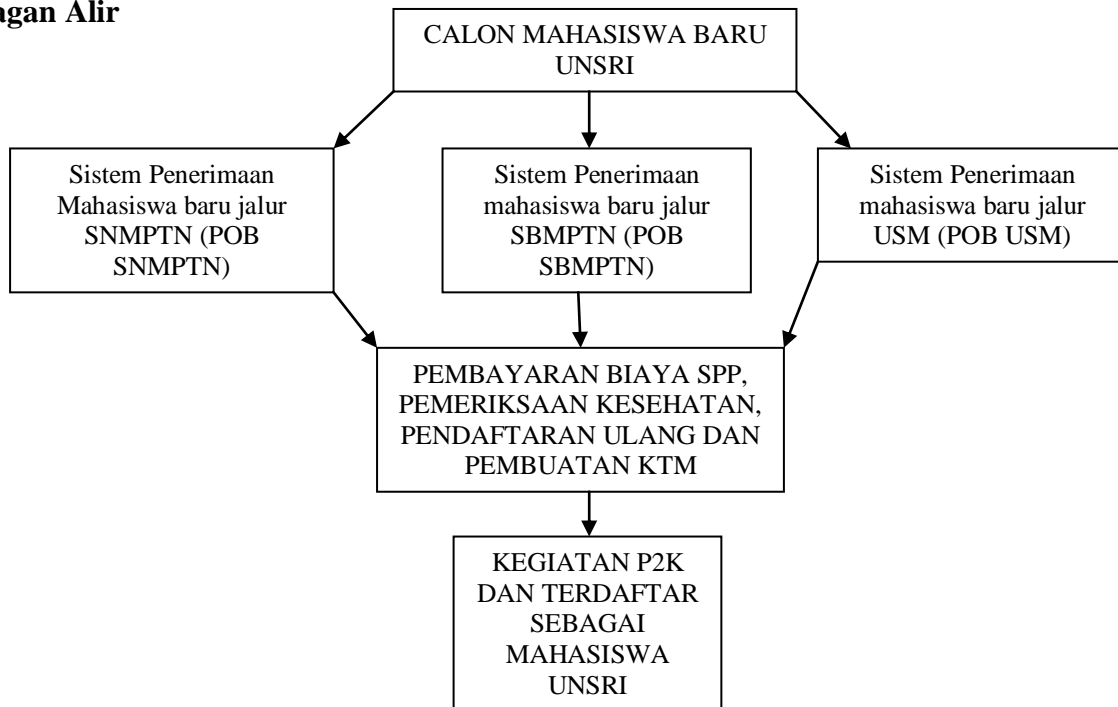 agan Alir
CALON MAHASISWA BARU
UNSRI
Sistem Penerimaan
Mahasiswa baru jalur
SNMPTN (POB
SNMPTN)
Sistem Penerimaan
mahasiswa baru jalur
SBMPTN (POB
SBMPTN)
Sistem Penerimaan
mahasiswa baru jalur
USM (POB USM)
PEMBAYARAN BIAYA SPP,
PEMERIKSAAN KESEHATAN,
PENDAFTARAN ULANG DAN
PEMBUATAN KTM
KEGIATAN P2K
DAN TERDAFTAR
SEBAGAI
MAHASISWA
UNSRI